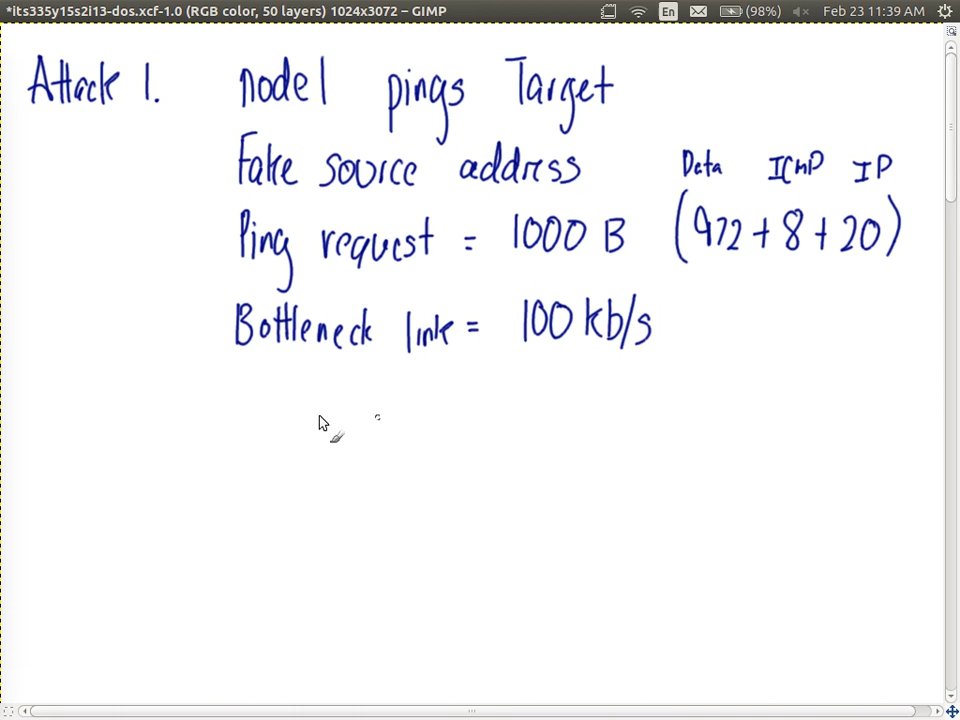 *its335y15s2i13-dos.xcf-1.0 (RGB color, 50 layers) 1024x3072 – GIMP En (98%) Feb 23 11:39 AM
Attack 1. node1 pings Target
Fake source address Data ICMP IP
Ping request = 1000 B (972 + 8 + 20)
Bottleneck link = 100 kb/s